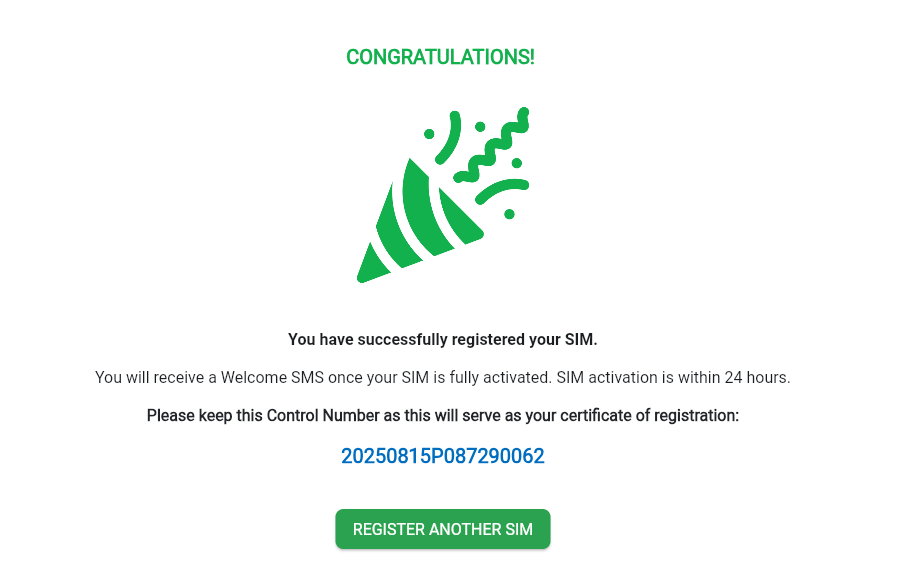 CONGRATULATIONS!
You have successfully registered your SIM.
You will receive a Welcome SMS once your SIM is fully activated. SIM activation is within 24 hours.
Please keep this Control Number as this will serve as your certificate of registration:
20250815P087290062
REGISTER ANOTHER SIM